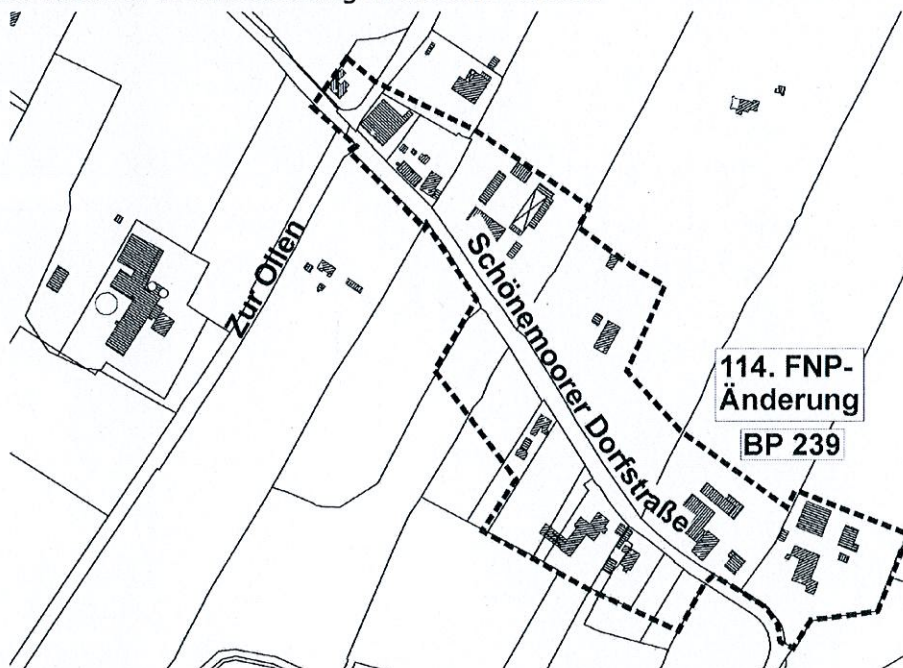 Zur Ollen
Schönemoorer Dorfstraße
114. FNP-
Änderung
BP 239